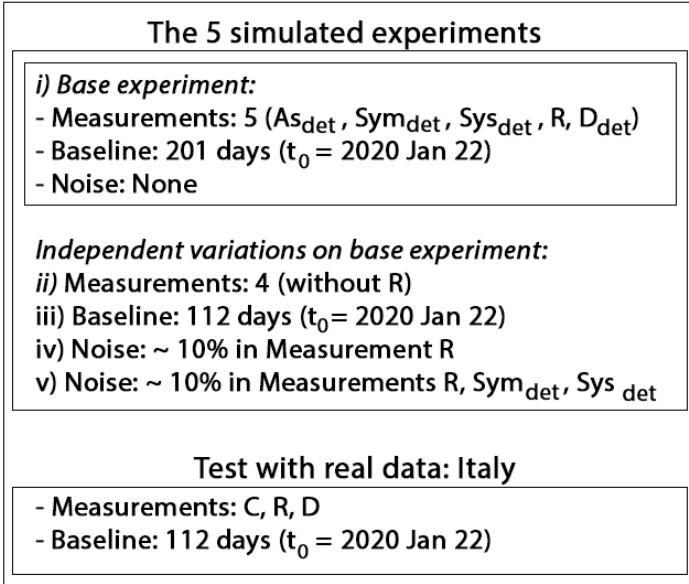 The 5 simulated experiments
i) Base experiment:
- Measurements: 5 (As_det , Sym_det, Sys_det , R, D_det)
- Baseline: 201 days (t_0 = 2020 Jan 22)
- Noise: None
Independent variations on base experiment:
ii) Measurements: 4 (without R)
iii) Baseline: 112 days (t_0 = 2020 Jan 22)
iv) Noise: ~ 10% in Measurement R
v) Noise: ~ 10% in Measurements R, Sym_det, Sys_det
Test with real data: Italy
- Measurements: C, R, D
- Baseline: 112 days (t_0 = 2020 Jan 22)